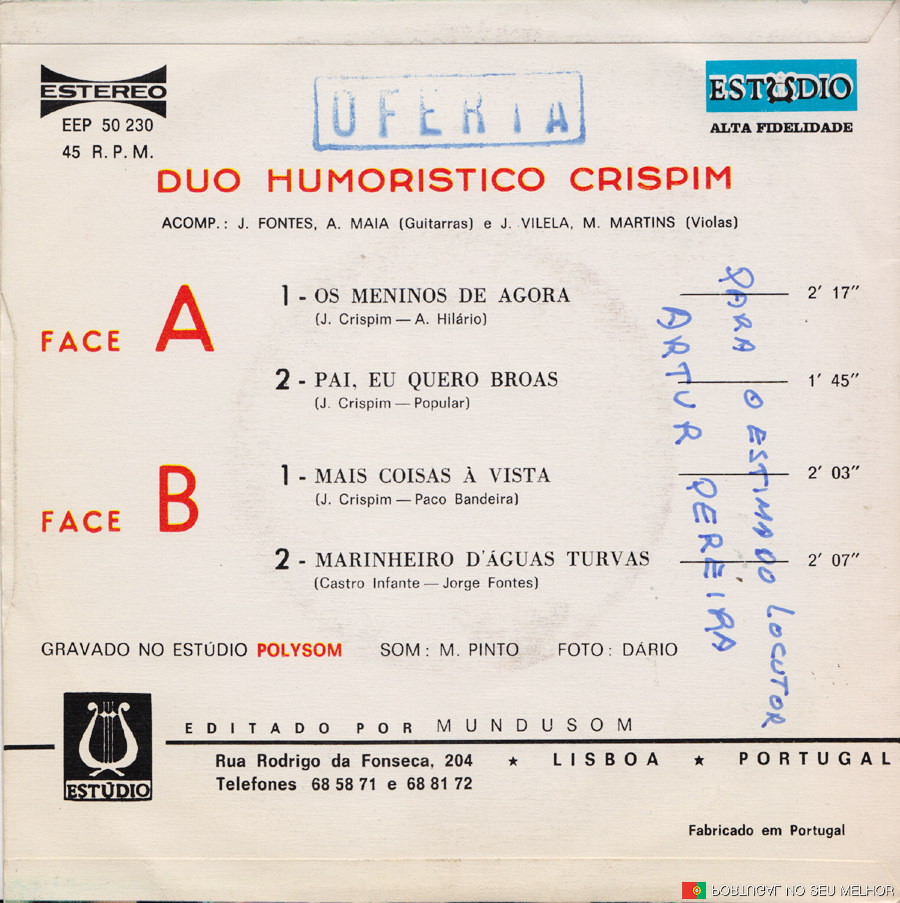 ESTEREO
EEP 50 230
45 R.P.M.
OFERTA
ESTÚDIO
ALTA FIDELIDADE
DUO HUMORISTICO CRISPIM
ACOMP.: J. FONTES, A. MAIA (Guitarras) e J. VILELA, M. MARTINS (Violas)
FACE A
1 - OS MENINOS DE AGORA 2' 17"
(J. Crispim — A. Hilário)
2 - PAI, EU QUERO BROAS 1' 45"
(J. Crispim — Popular)
FACE B
1 - MAIS COISAS À VISTA 2' 03"
(J. Crispim — Paco Bandeira)
2 - MARINHEIRO D'ÁGUAS TURVAS 2' 07"
(Castro Infante — Jorge Fontes)
PARA O ESTIMADO LOCUTOR
ARTUR PEREIRA
GRAVADO NO ESTÚDIO POLYSOM SOM: M. PINTO FOTO: DÁRIO
ESTÚDIO
EDITADO POR MUNDUSOM
Rua Rodrigo da Fonseca, 204 ★ LISBOA ★ PORTUGAL
Telefones 68 58 71 e 68 81 72
Fabricado em Portugal
PORTUGAL NO SEU MELHOR